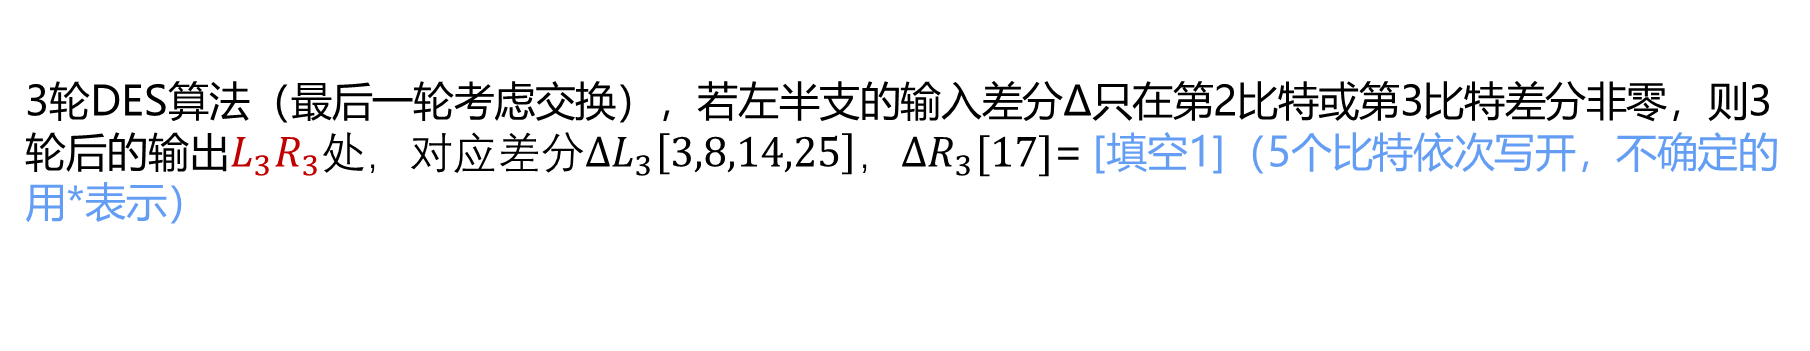 3轮DES算法（最后一轮考虑交换），若左半支的输入差分Δ只在第2比特或第3比特差分非零，则3
轮后的输出L₃R₃处，对应差分ΔL₃[3,8,14,25]，ΔR₃[17]= [填空1]（5个比特依次写开，不确定的
用*表示）